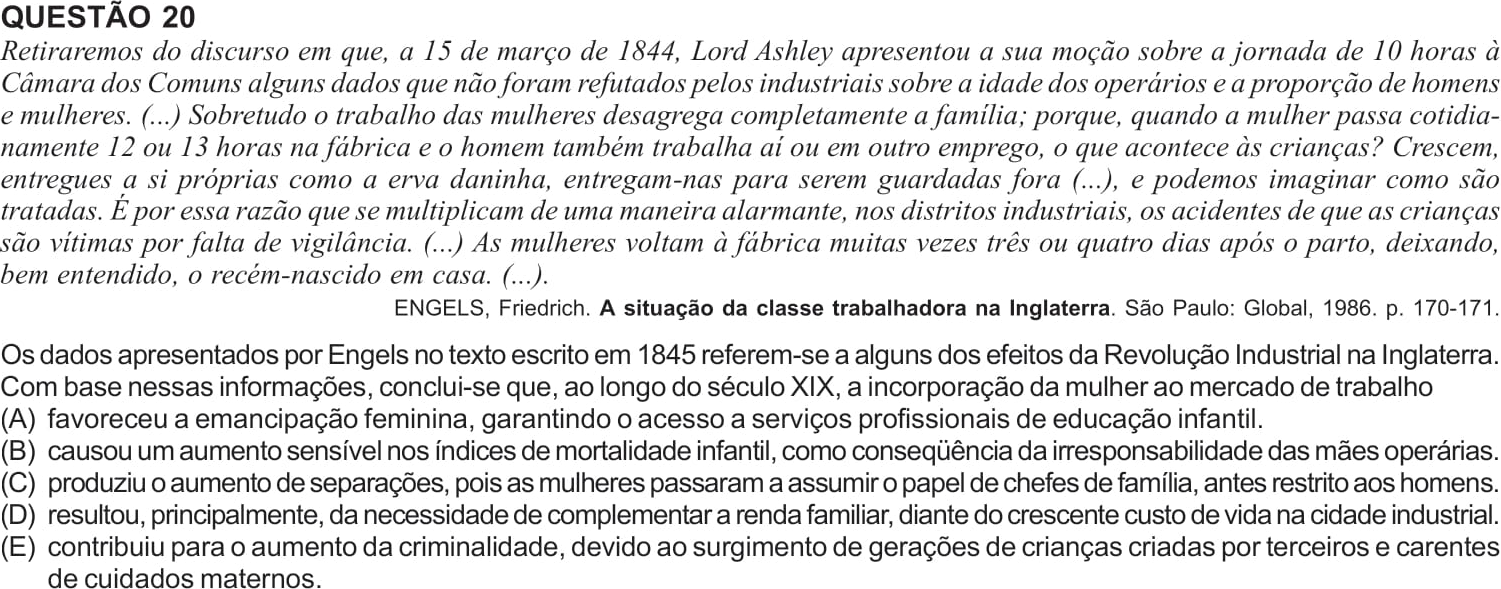 QUESTÃO 20
Retiraremos do discurso em que, a 15 de março de 1844, Lord Ashley apresentou a sua moção sobre a jornada de 10 horas à
Câmara dos Comuns alguns dados que não foram refutados pelos industriais sobre a idade dos operários e a proporção de homens
e mulheres. (...) Sobretudo o trabalho das mulheres desagrega completamente a família; porque, quando a mulher passa cotidia-
namente 12 ou 13 horas na fábrica e o homem também trabalha aí ou em outro emprego, o que acontece às crianças? Crescem,
entregues a si próprias como a erva daninha, entregam-nas para serem guardadas fora (...), e podemos imaginar como são
tratadas. É por essa razão que se multiplicam de uma maneira alarmante, nos distritos industriais, os acidentes de que as crianças
são vítimas por falta de vigilância. (...) As mulheres voltam à fábrica muitas vezes três ou quatro dias após o parto, deixando,
bem entendido, o recém-nascido em casa. (...).
ENGELS, Friedrich. A situação da classe trabalhadora na Inglaterra. São Paulo: Global, 1986. p. 170-171.
Os dados apresentados por Engels no texto escrito em 1845 referem-se a alguns dos efeitos da Revolução Industrial na Inglaterra.
Com base nessas informações, conclui-se que, ao longo do século XIX, a incorporação da mulher ao mercado de trabalho
(A) favoreceu a emancipação feminina, garantindo o acesso a serviços profissionais de educação infantil.
(B) causou um aumento sensível nos índices de mortalidade infantil, como conseqüência da irresponsabilidade das mães operárias.
(C) produziu o aumento de separações, pois as mulheres passaram a assumir o papel de chefes de família, antes restrito aos homens.
(D) resultou, principalmente, da necessidade de complementar a renda familiar, diante do crescente custo de vida na cidade industrial.
(E) contribuiu para o aumento da criminalidade, devido ao surgimento de gerações de crianças criadas por terceiros e carentes
de cuidados maternos.